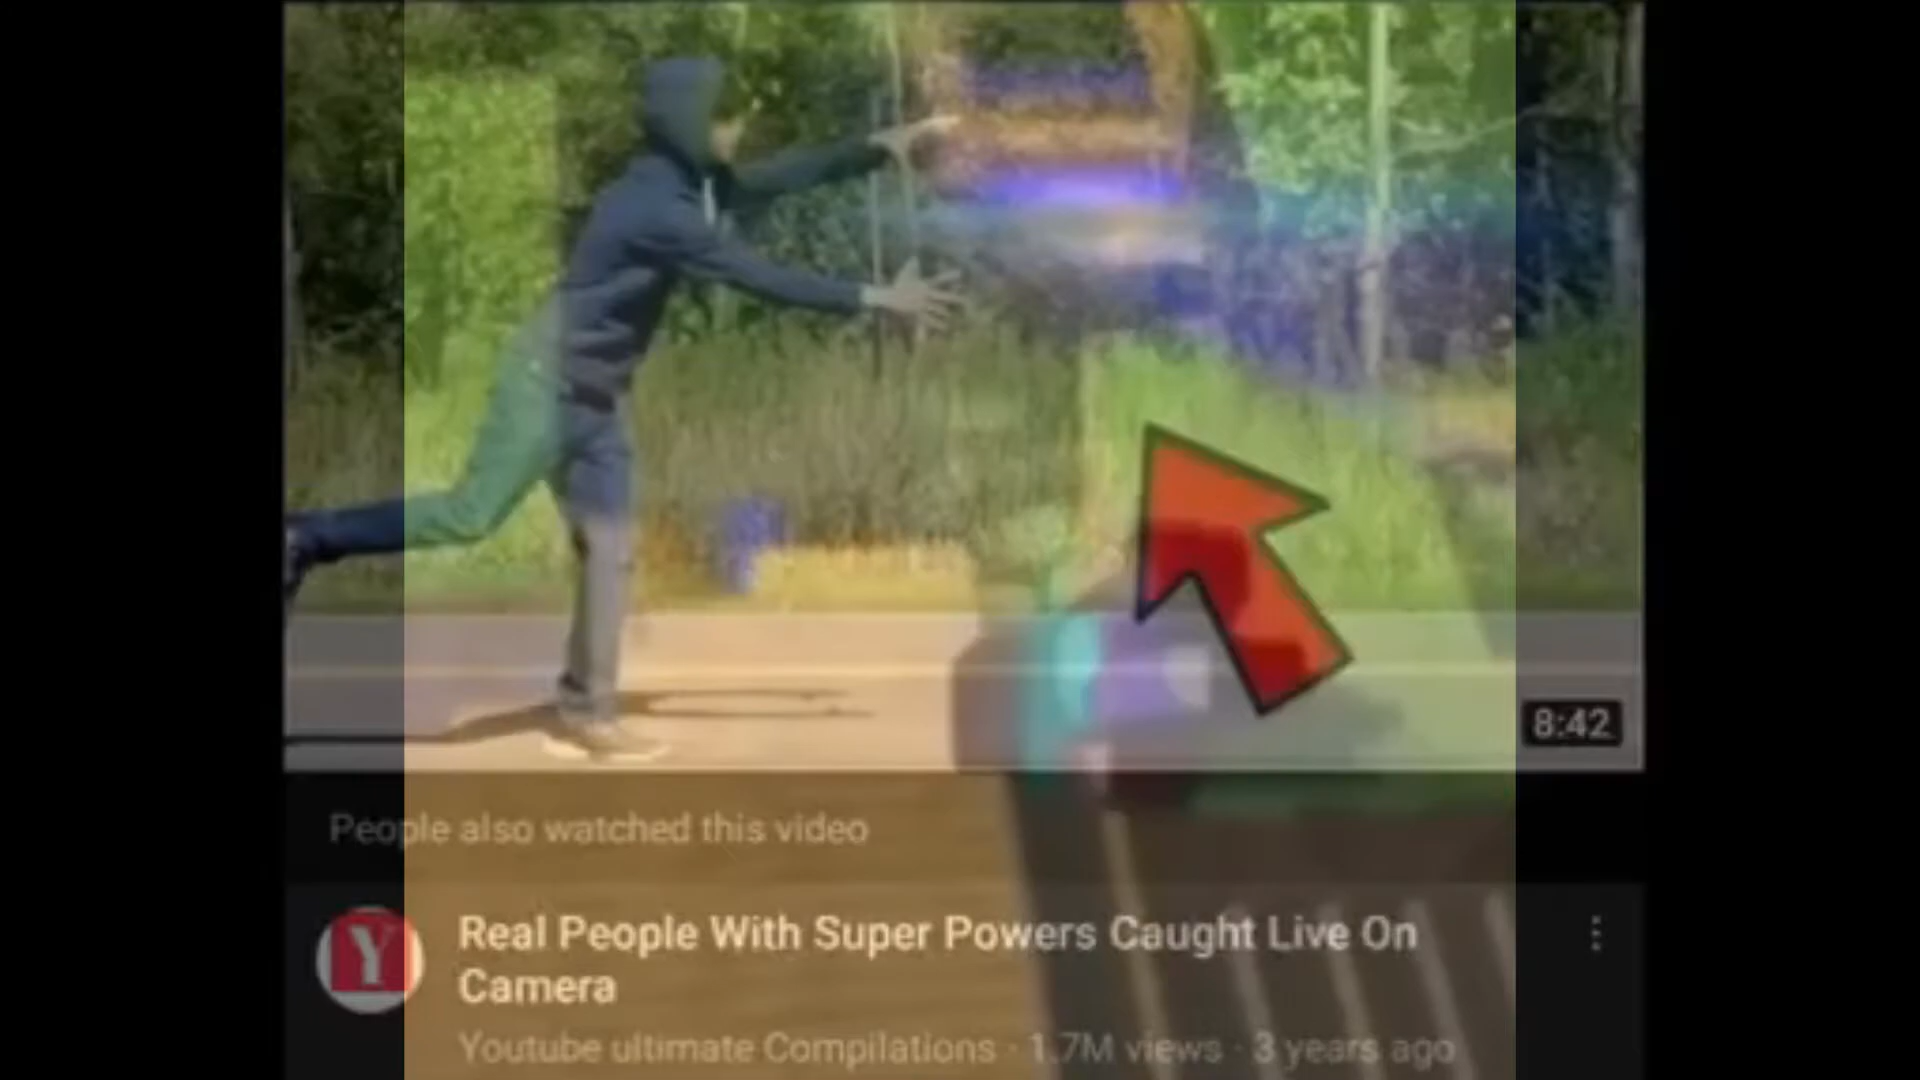 8:42
People also watched this video
Y
Real People With Super Powers Caught Live On
Camera
Youtube ultimate Compilations · 1.7M views · 3 years ago